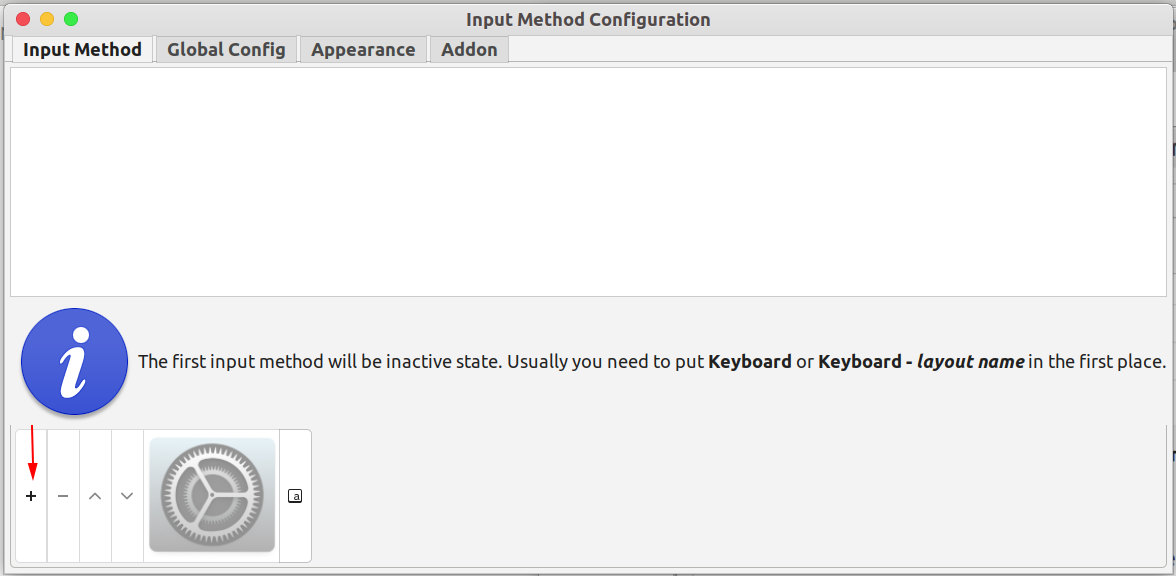 Input Method Configuration
Input Method Global Config Appearance Addon
The first input method will be inactive state. Usually you need to put Keyboard or Keyboard - layout name in the first place.
a